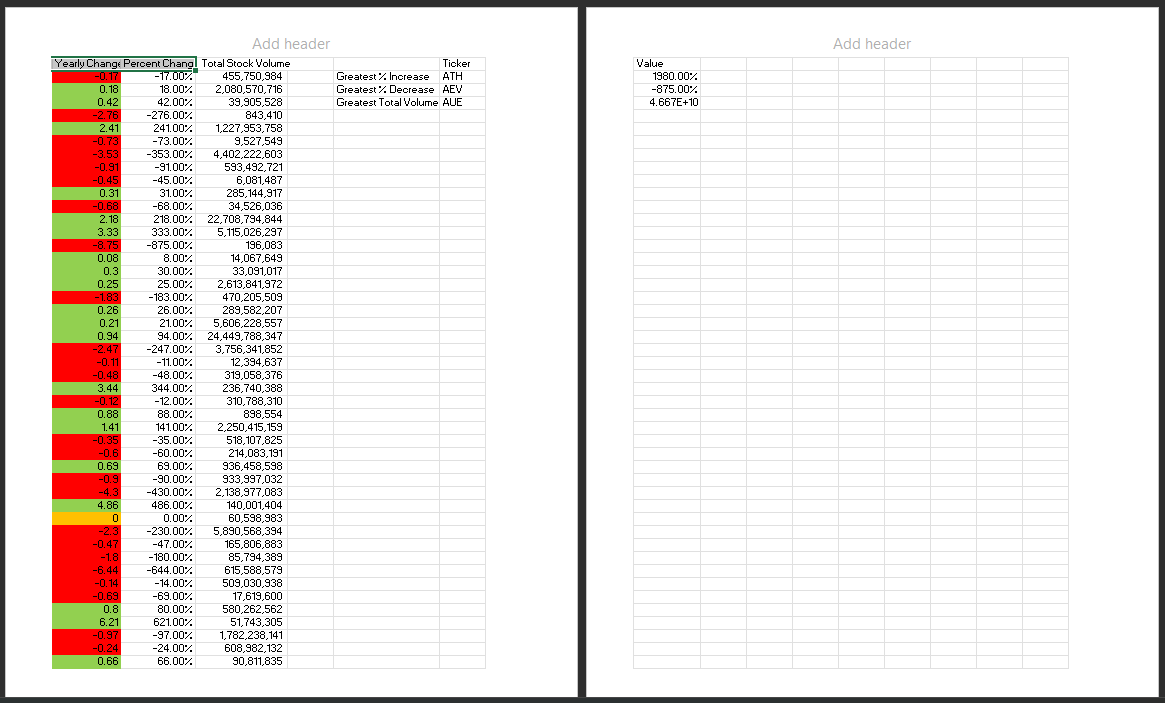 Add header
Yearly Chang Percent Chang Total Stock Volume Ticker
-0.17 -17.00% 455,750,984 Greatest % Increase ATH
0.18 18.00% 2,080,570,716 Greatest % Decrease AEV
0.42 42.00% 39,905,528 Greatest Total Volume AUE
-2.76 -276.00% 843,410
2.41 241.00% 1,227,953,758
-0.73 -73.00% 9,527,549
-3.53 -353.00% 4,402,222,603
-0.91 -91.00% 593,492,721
-0.45 -45.00% 6,081,487
0.31 31.00% 285,144,917
-0.68 -68.00% 34,526,036
2.18 218.00% 22,708,794,844
3.33 333.00% 5,115,026,297
-8.75 -875.00% 196,083
0.08 8.00% 14,067,649
0.3 30.00% 33,091,017
0.25 25.00% 2,613,841,972
-1.83 -183.00% 470,205,509
0.26 26.00% 289,582,207
0.21 21.00% 5,606,228,557
0.94 94.00% 24,449,788,347
-2.47 -247.00% 3,756,341,852
-0.11 -11.00% 12,394,637
-0.48 -48.00% 319,058,376
3.44 344.00% 236,740,388
-0.12 -12.00% 310,788,310
0.88 88.00% 898,554
1.41 141.00% 2,250,415,159
-0.35 -35.00% 518,107,825
-0.6 -60.00% 214,083,191
0.69 69.00% 936,458,598
-0.9 -90.00% 933,997,032
-4.3 -430.00% 2,138,977,083
4.86 486.00% 140,001,404
0 0.00% 60,598,983
-2.3 -230.00% 5,890,568,394
-0.47 -47.00% 165,806,883
-1.8 -180.00% 85,794,389
-6.44 -644.00% 615,588,579
-0.14 -14.00% 509,030,938
-0.69 -69.00% 17,619,600
0.8 80.00% 580,262,562
6.21 621.00% 51,743,305
-0.97 -97.00% 1,782,238,141
-0.24 -24.00% 608,982,132
0.66 66.00% 90,811,835
Add header
Value
1980.00%
-875.00%
4.667E+10